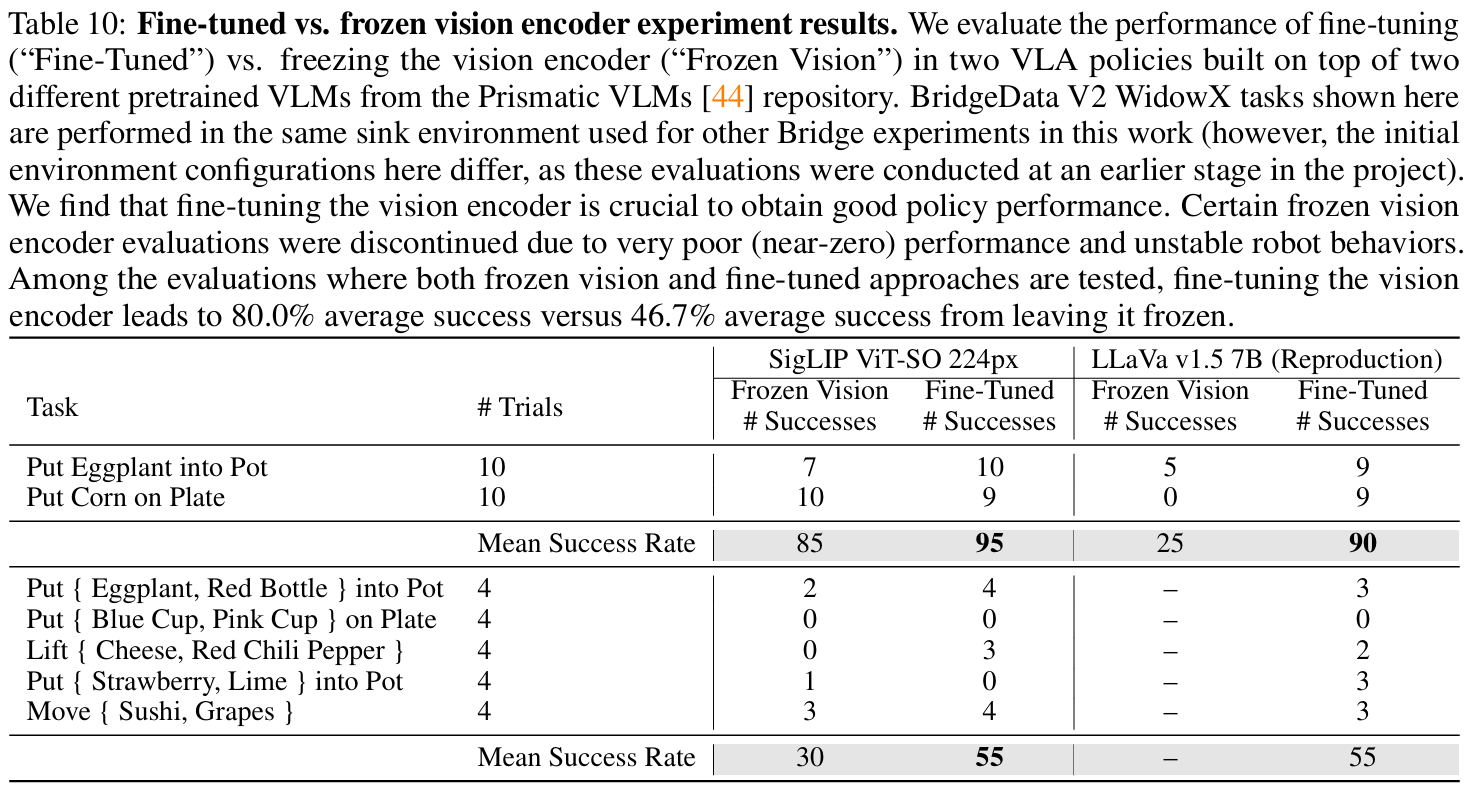 Table 10: Fine-tuned vs. frozen vision encoder experiment results. We evaluate the performance of fine-tuning
(“Fine-Tuned”) vs. freezing the vision encoder (“Frozen Vision”) in two VLA policies built on top of two
different pretrained VLMs from the Prismatic VLMs [44] repository. BridgeData V2 WidowX tasks shown here
are performed in the same sink environment used for other Bridge experiments in this work (however, the initial
environment configurations here differ, as these evaluations were conducted at an earlier stage in the project).
We find that fine-tuning the vision encoder is crucial to obtain good policy performance. Certain frozen vision
encoder evaluations were discontinued due to very poor (near-zero) performance and unstable robot behaviors.
Among the evaluations where both frozen vision and fine-tuned approaches are tested, fine-tuning the vision
encoder leads to 80.0% average success versus 46.7% average success from leaving it frozen.
SigLIP ViT-SO 224px LLaVa v1.5 7B (Reproduction)
Task # Trials Frozen Vision # Successes Fine-Tuned # Successes Frozen Vision # Successes Fine-Tuned # Successes
Put Eggplant into Pot 10 7 10 5 9
Put Corn on Plate 10 10 9 0 9
Mean Success Rate 85 95 25 90
Put { Eggplant, Red Bottle } into Pot 4 2 4 – 3
Put { Blue Cup, Pink Cup } on Plate 4 0 0 – 0
Lift { Cheese, Red Chili Pepper } 4 0 3 – 2
Put { Strawberry, Lime } into Pot 4 1 0 – 3
Move { Sushi, Grapes } 4 3 4 – 3
Mean Success Rate 30 55 – 55